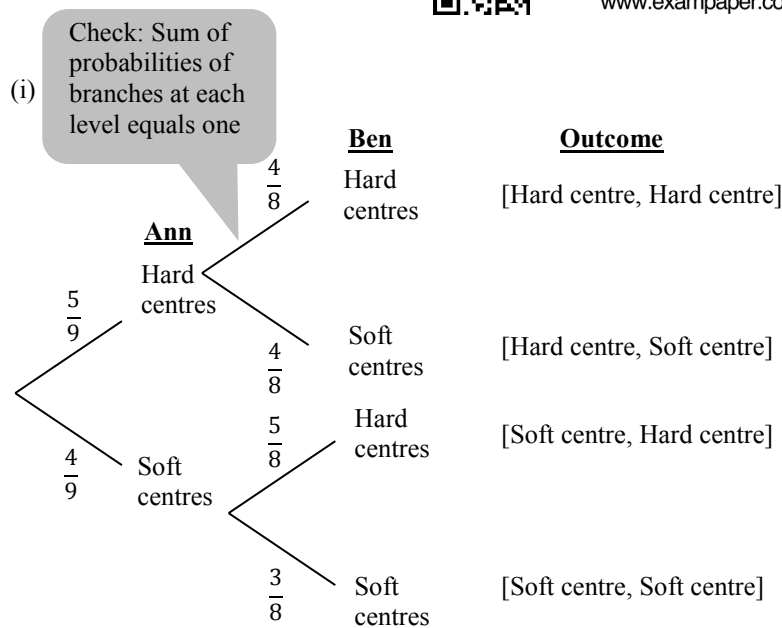 www.exampaper.co
Check: Sum of
probabilities of
branches at each
level equals one
(i)
Ben
Outcome
4/8
Hard
centres
[Hard centre, Hard centre]
Ann
Hard
centres
5/9
4/8
Soft
centres
[Hard centre, Soft centre]
4/9
Soft
centres
5/8
Hard
centres
[Soft centre, Hard centre]
3/8
Soft
centres
[Soft centre, Soft centre]